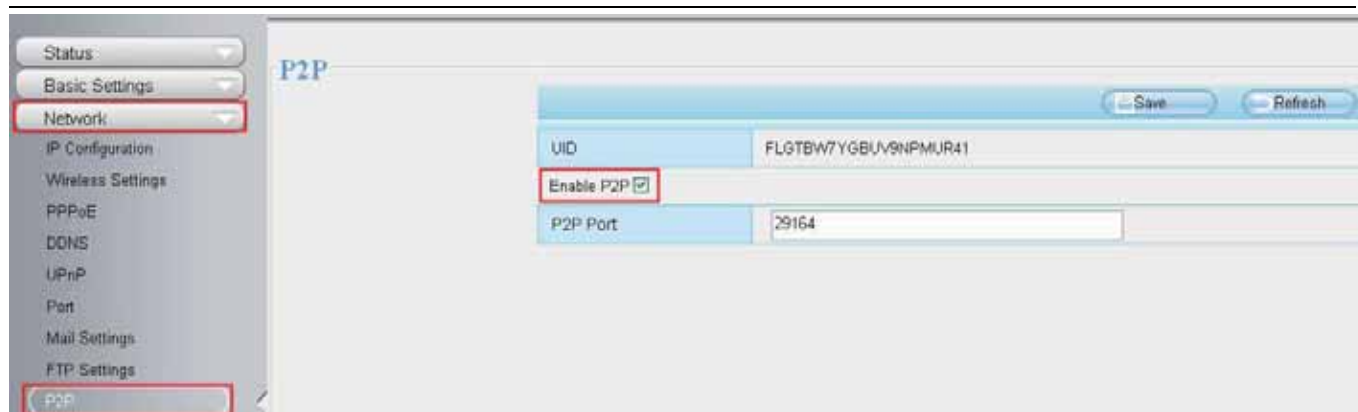 Status
Basic Settings
Network
IP Configuration
Wireless Settings
PPPoE
DDNS
UPnP
Port
Mail Settings
FTP Settings
P2P
P2P
Save Refresh
UID FLGTBW7YGBUV9NPMUR41
Enable P2P
P2P Port 29164